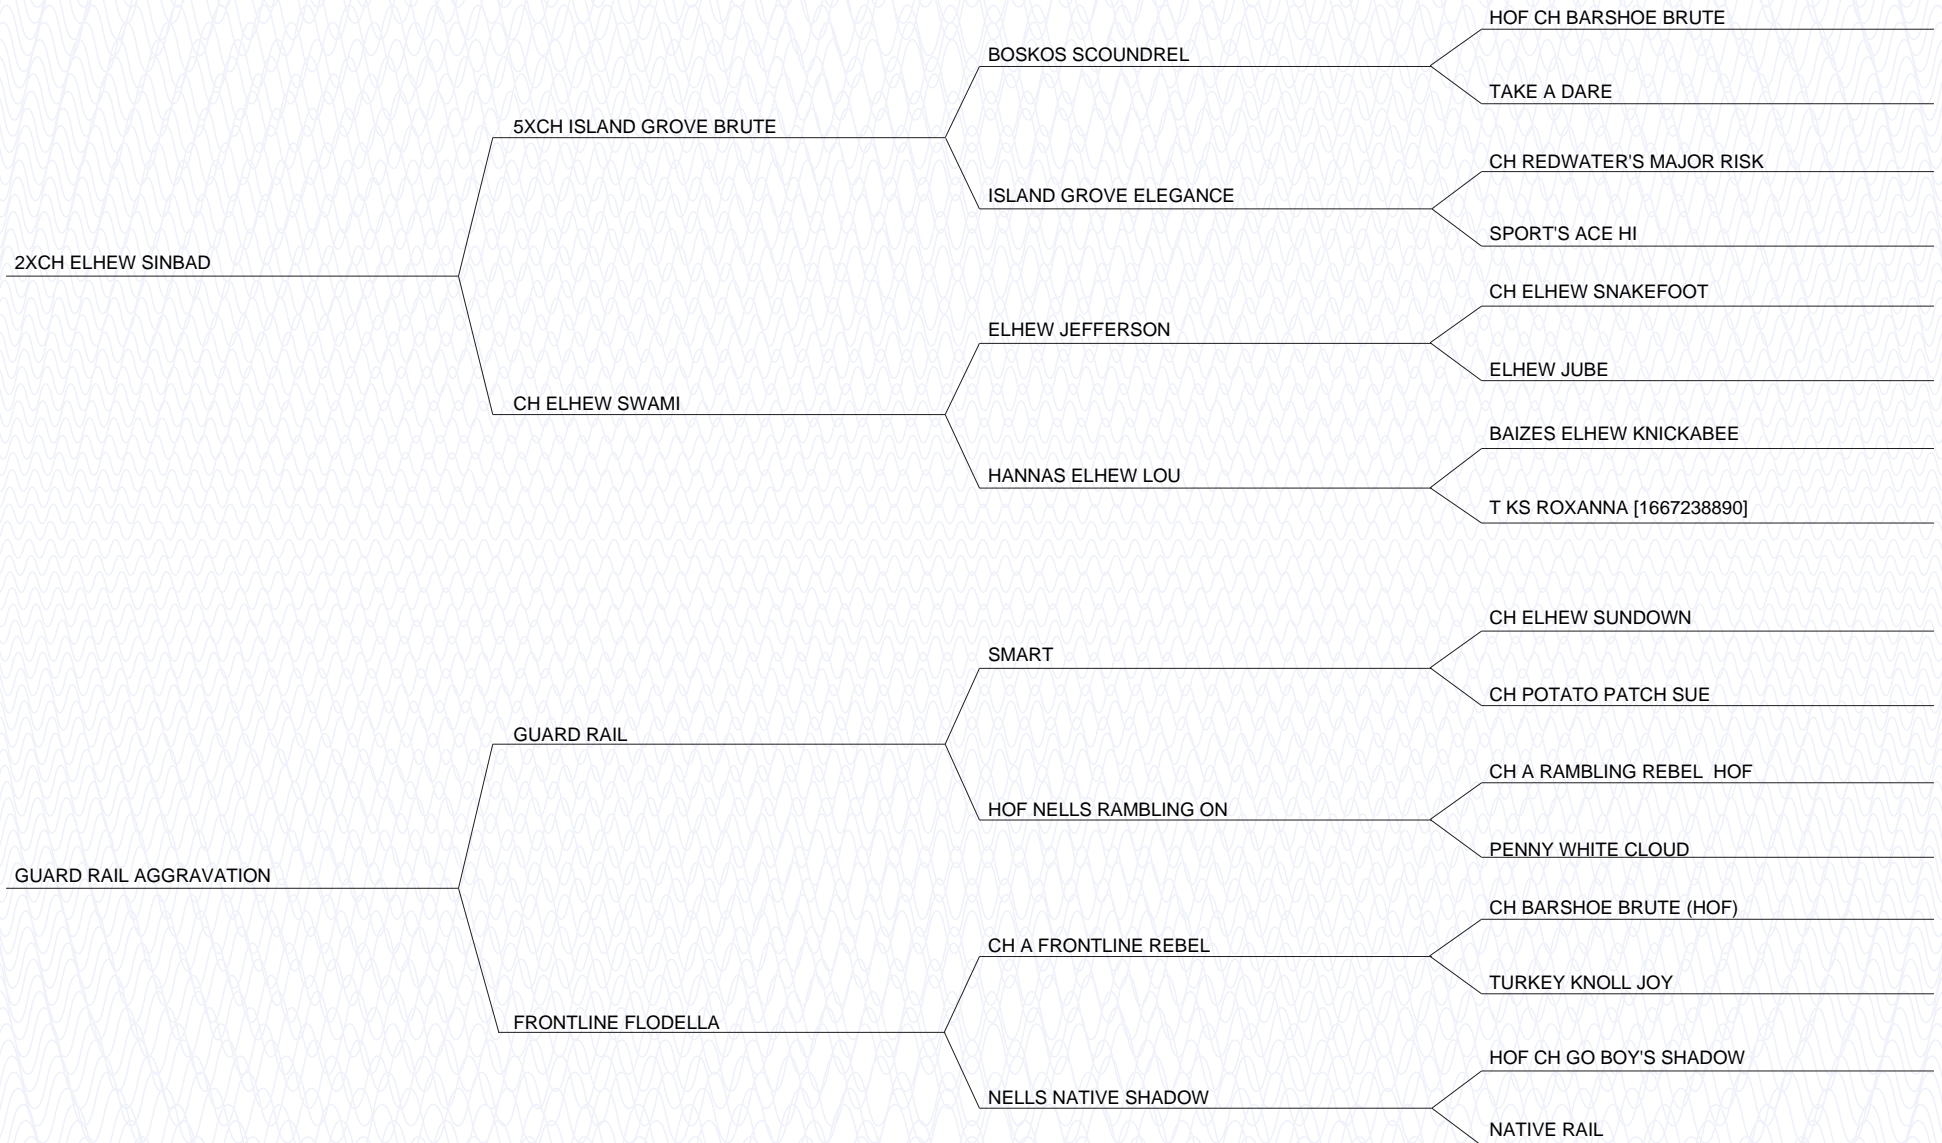 HOF CH BARSHOE BRUTE
BOSKOS SCOUNDREL
TAKE A DARE
5XCH ISLAND GROVE BRUTE
CH REDWATER'S MAJOR RISK
ISLAND GROVE ELEGANCE
SPORT'S ACE HI
2XCH ELHEW SINBAD
CH ELHEW SNAKEFOOT
ELHEW JEFFERSON
ELHEW JUBE
CH ELHEW SWAMI
BAIZES ELHEW KNICKABEE
HANNAS ELHEW LOU
T KS ROXANNA [1667238890]
CH ELHEW SUNDOWN
SMART
CH POTATO PATCH SUE
GUARD RAIL
CH A RAMBLING REBEL  HOF
HOF NELLS RAMBLING ON
PENNY WHITE CLOUD
GUARD RAIL AGGRAVATION
CH BARSHOE BRUTE (HOF)
CH A FRONTLINE REBEL
TURKEY KNOLL JOY
FRONTLINE FLODELLA
HOF CH GO BOY'S SHADOW
NELLS NATIVE SHADOW
NATIVE RAIL